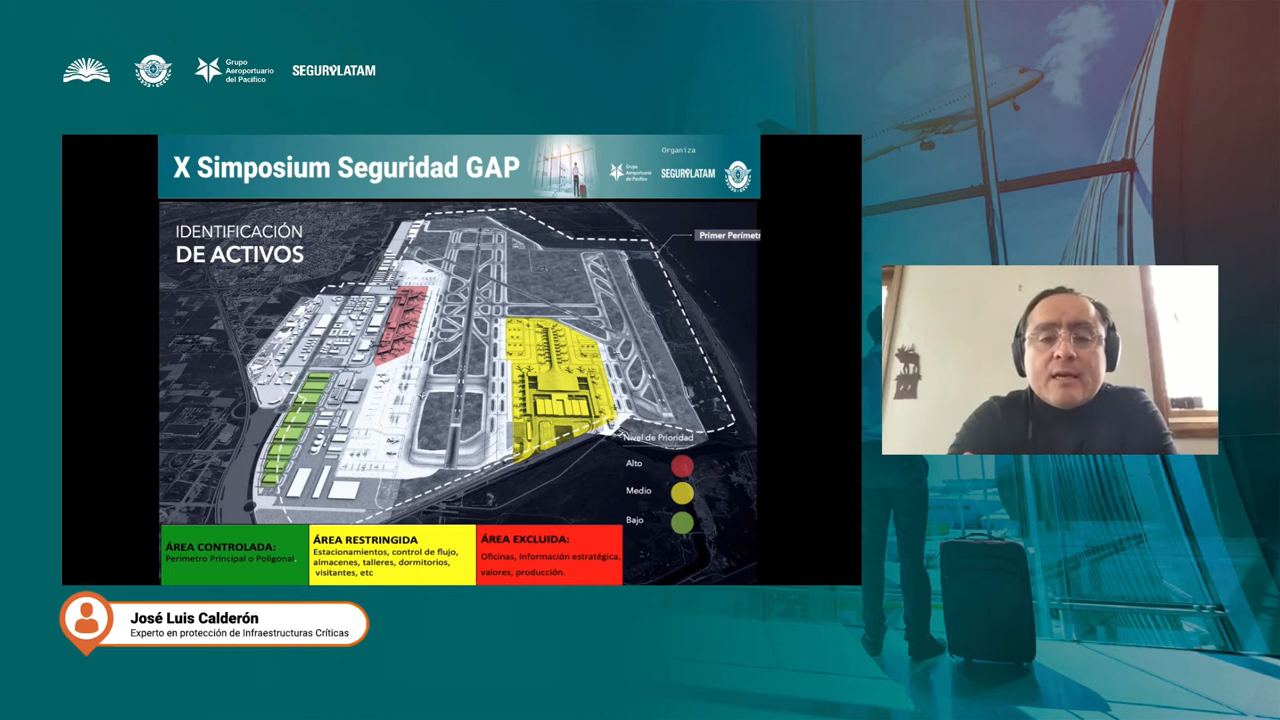 Grupo
Aeroportuario
del Pacífico
SEGURILATAM
X Simposium Seguridad GAP
Organiza
Grupo
Aeroportuario
del Pacífico
SEGURILATAM
IDENTIFICACIÓN
DE ACTIVOS
Primer Perímetr
Nivel de Prioridad
Alto
Medio
Bajo
ÁREA CONTROLADA:
Perímetro Principal o Poligonal.
ÁREA RESTRINGIDA
Estacionamientos, control de flujo,
almacenes, talleres, dormitorios,
visitantes, etc
ÁREA EXCLUIDA:
Oficinas, Información estratégica,
valores, producción.
José Luis Calderón
Experto en protección de Infraestructuras Críticas